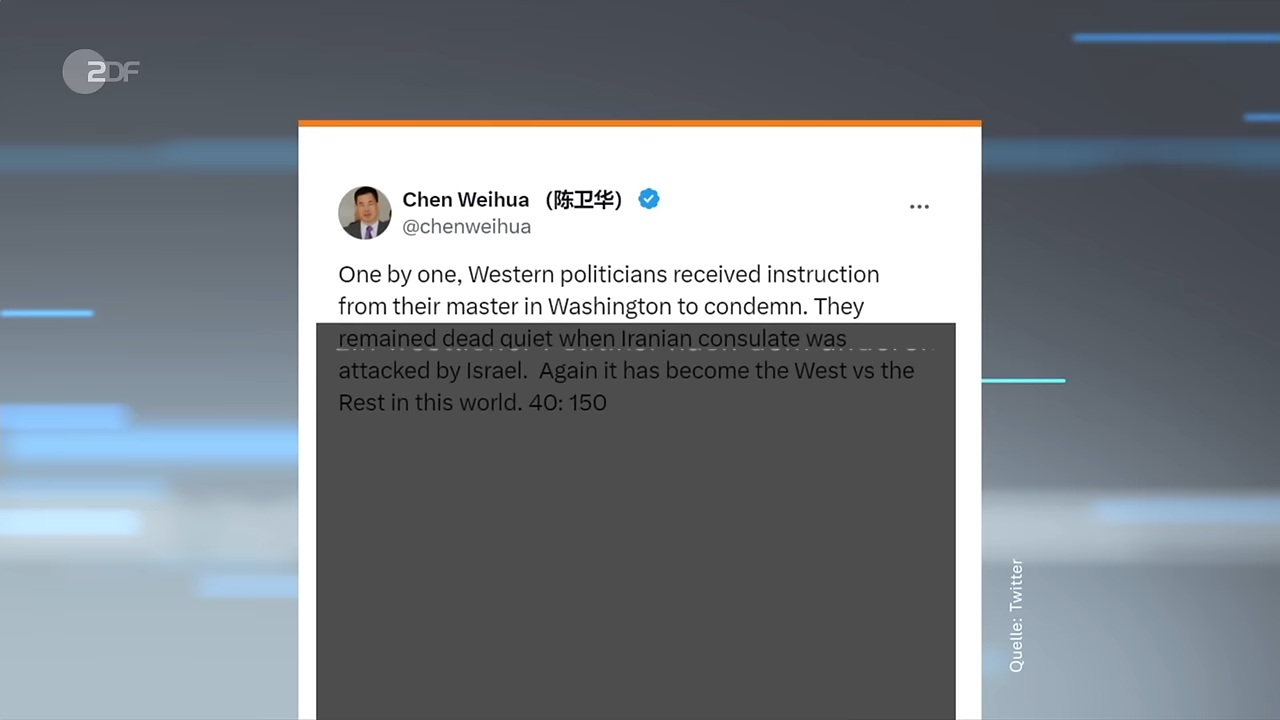 ZDF
Chen Weihua （陈卫华）
@chenweihua
One by one, Western politicians received instruction
from their master in Washington to condemn. They
remained dead quiet when Iranian consulate was
attacked by Israel.  Again it has become the West vs the
Rest in this world. 40: 150
Quelle: Twitter